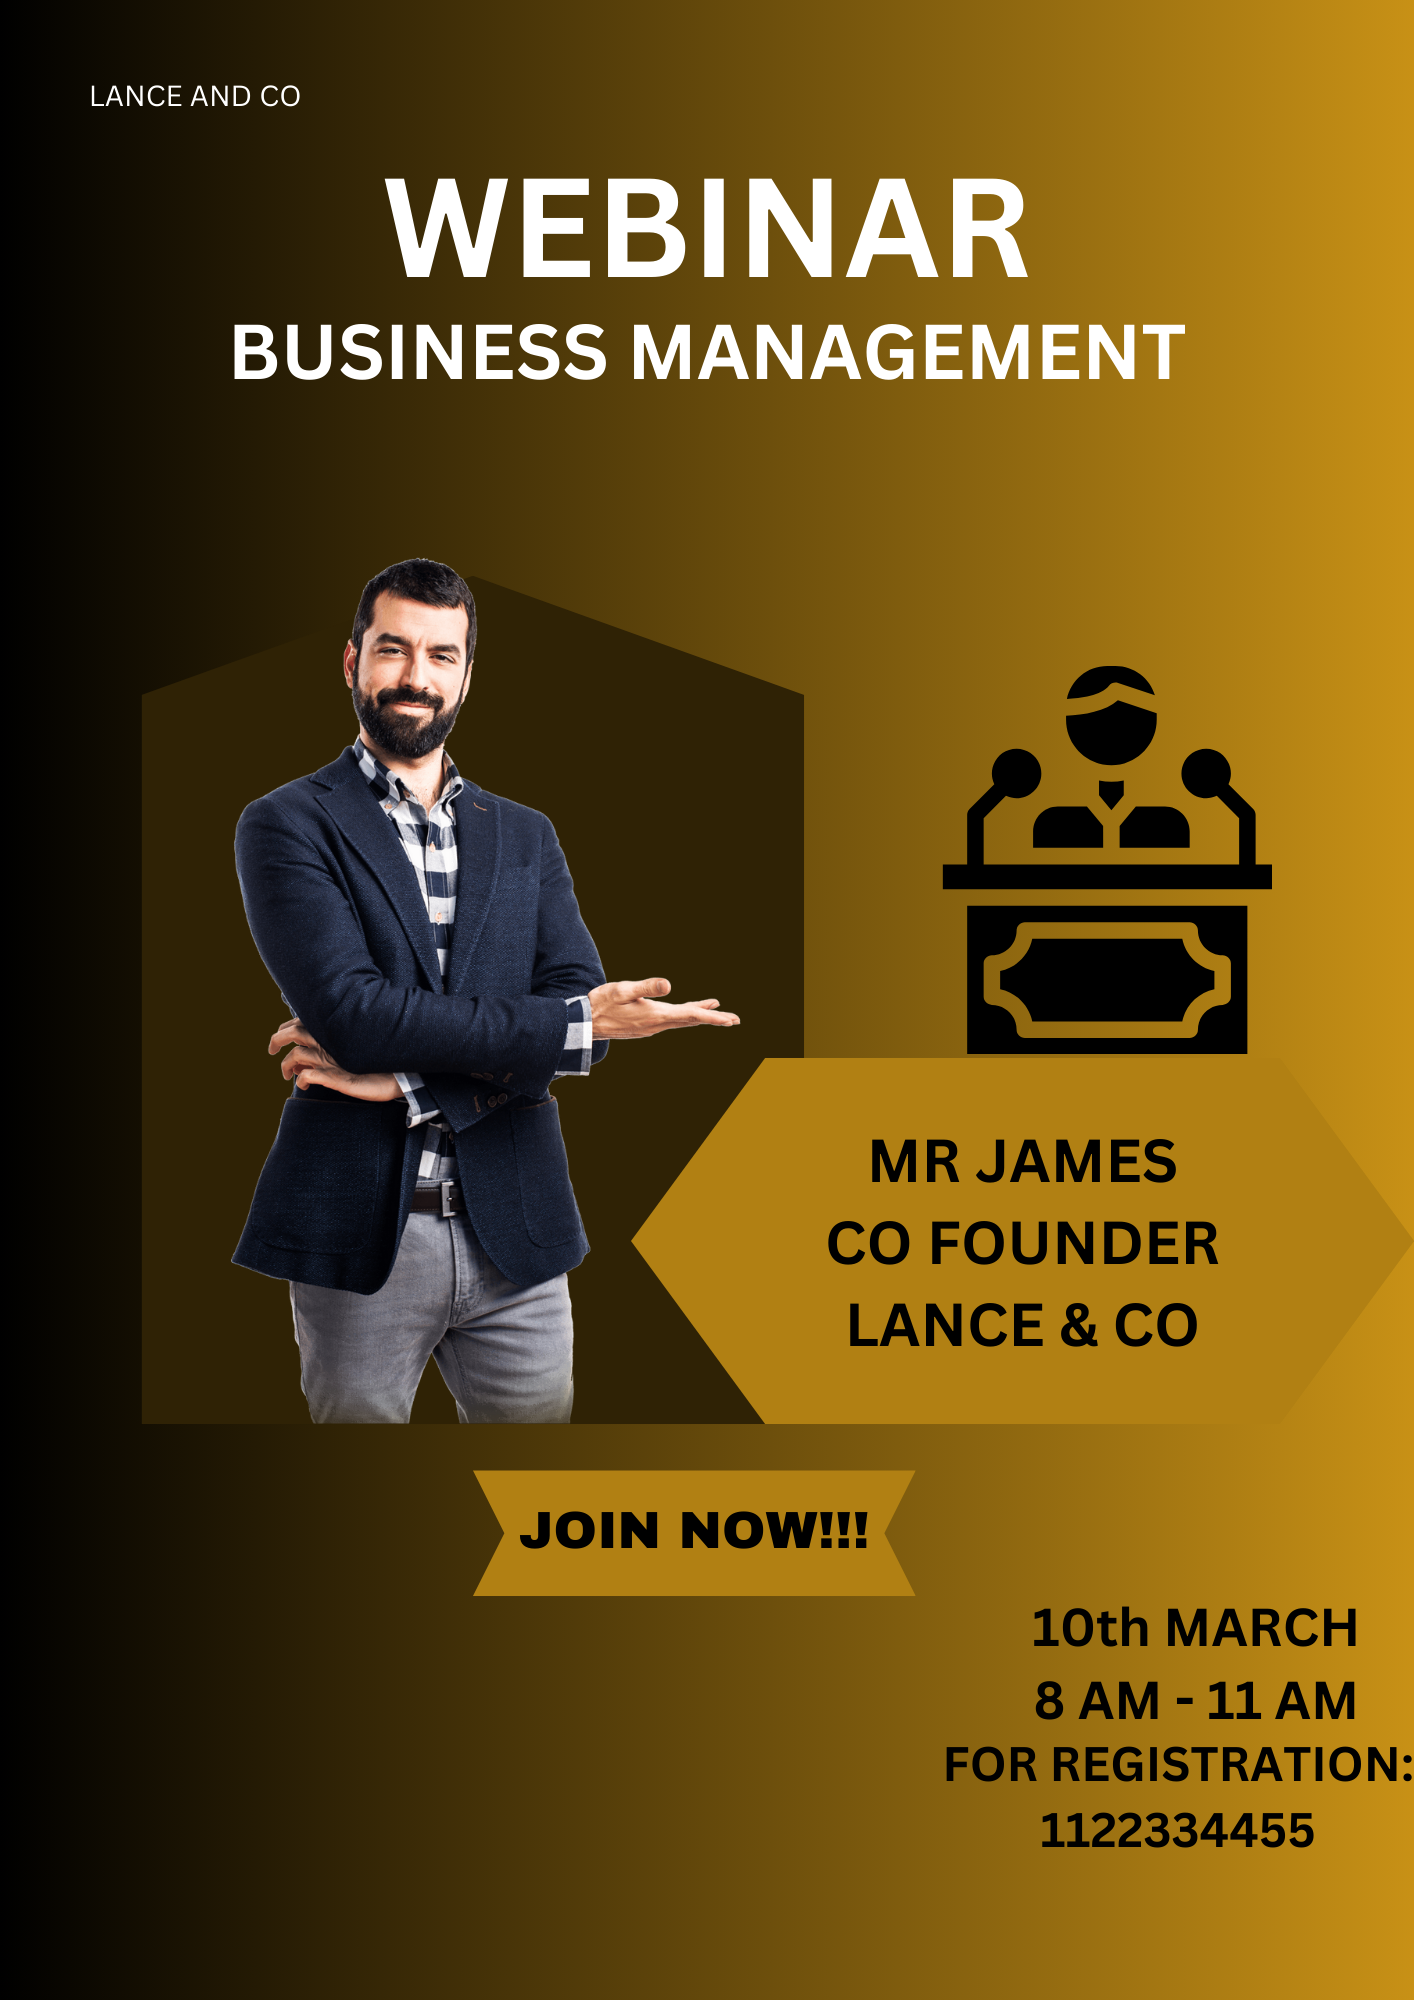 LANCE AND CO
WEBINAR
BUSINESS MANAGEMENT
MR JAMES
CO FOUNDER
LANCE & CO
JOIN NOW!!!
10th MARCH
8 AM - 11 AM
FOR REGISTRATION:
1122334455